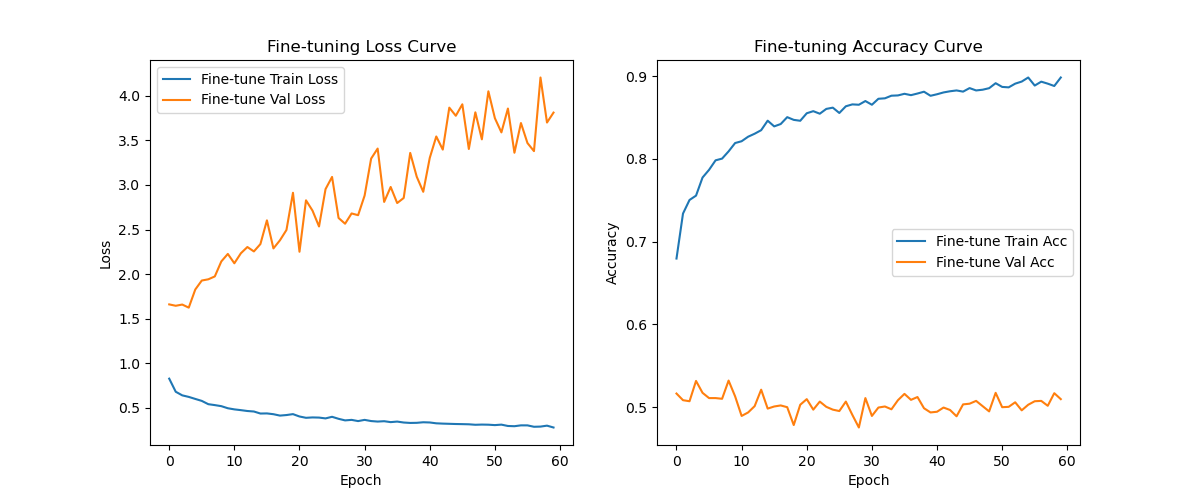 Fine-tuning Loss Curve
Fine-tune Train Loss
Fine-tune Val Loss
4.0
3.5
3.0
2.5
2.0
1.5
1.0
0.5
Loss
0 10 20 30 40 50 60
Epoch
Fine-tuning Accuracy Curve
0.9
0.8
0.7
0.6
0.5
Accuracy
Fine-tune Train Acc
Fine-tune Val Acc
0 10 20 30 40 50 60
Epoch